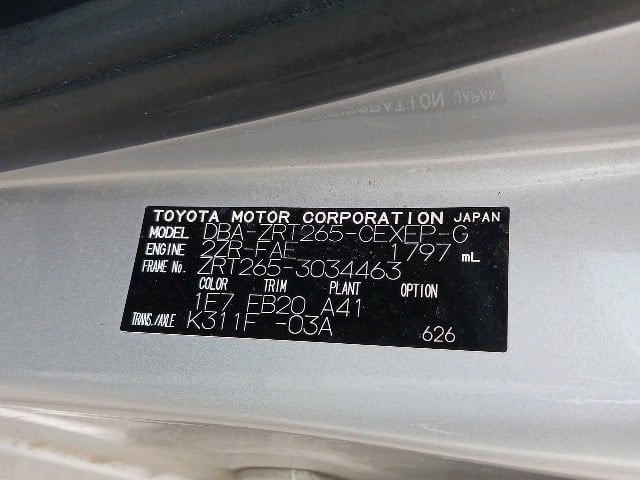 TOYOTA MOTOR CORPORATION JAPAN
MODEL DBA-ZRT265-CEXEP-G
ENGINE 2ZR-FAE 1797 mL
FRAME No. ZRT265-3034463
COLOR TRIM PLANT OPTION
1F7 FB20 A41
TRANS./AXLE K311F -03A
626